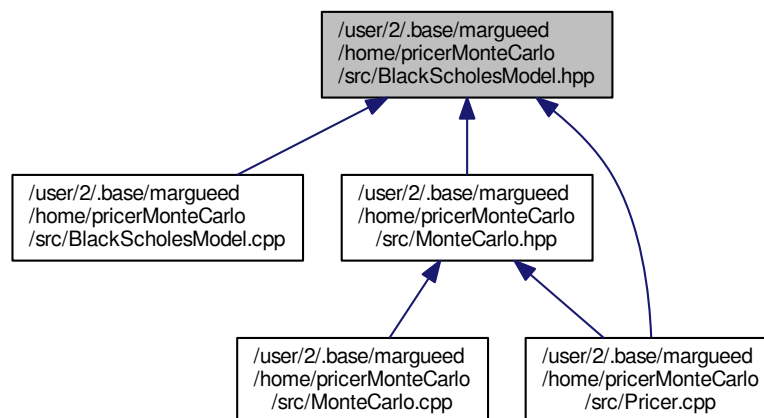 /user/2/.base/margueed
/home/pricerMonteCarlo
/src/BlackScholesModel.hpp
/user/2/.base/margueed
/home/pricerMonteCarlo
/src/BlackScholesModel.cpp
/user/2/.base/margueed
/home/pricerMonteCarlo
/src/MonteCarlo.hpp
/user/2/.base/margueed
/home/pricerMonteCarlo
/src/MonteCarlo.cpp
/user/2/.base/margueed
/home/pricerMonteCarlo
/src/Pricer.cpp